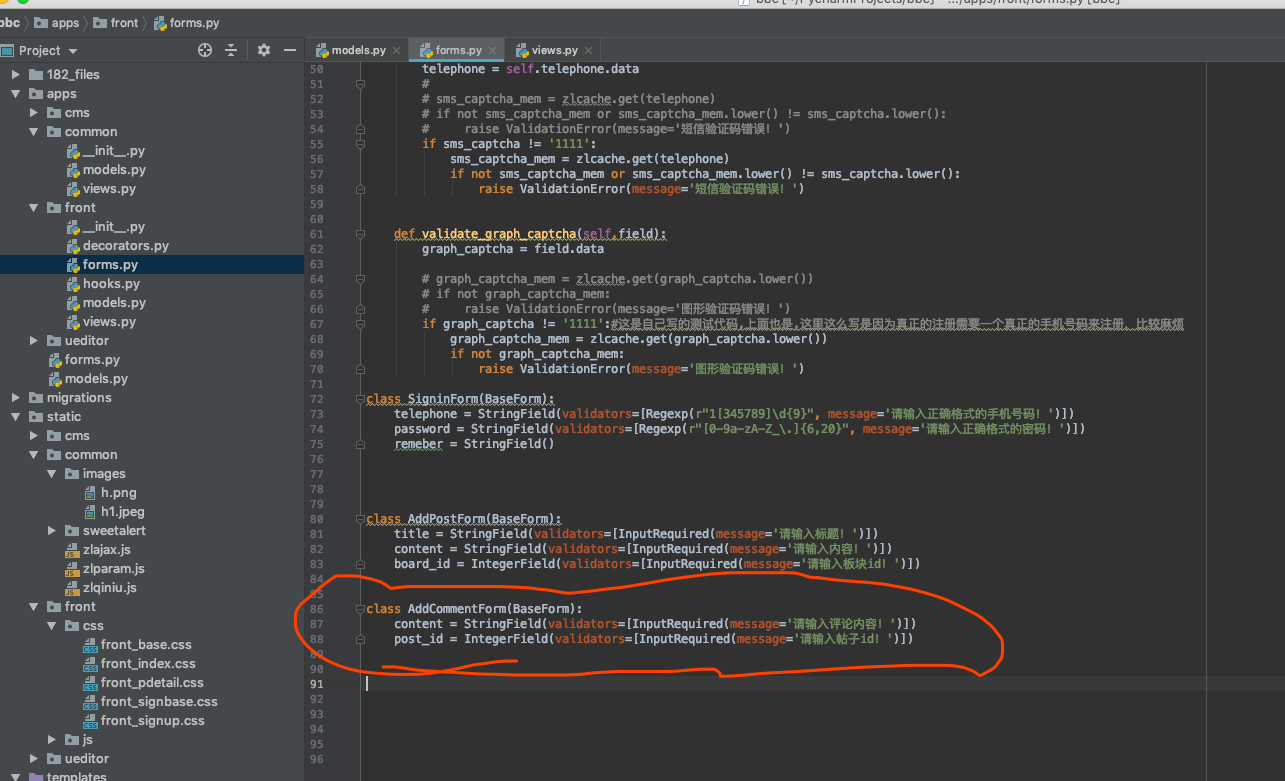 bbc [~/PycharmProjects/bbc] - .../apps/front/forms.py [bbc]
bbc apps front forms.py
Project
models.py forms.py views.py
182_files
apps
cms
common
__init__.py
models.py
views.py
front
__init__.py
decorators.py
forms.py
hooks.py
models.py
views.py
ueditor
forms.py
models.py
migrations
static
cms
common
images
h.png
h1.jpeg
sweetalert
zlajax.js
zlparam.js
zlqiniu.js
front
css
front_base.css
front_index.css
front_pdetail.css
front_signbase.css
front_signup.css
js
ueditor
templates
50 telephone = self.telephone.data
51 #
52 # sms_captcha_mem = zlcache.get(telephone)
53 # if not sms_captcha_mem or sms_captcha_mem.lower() != sms_captcha.lower():
54 #     raise ValidationError(message='短信验证码错误！')
55 if sms_captcha != '1111':
56 sms_captcha_mem = zlcache.get(telephone)
57 if not sms_captcha_mem or sms_captcha_mem.lower() != sms_captcha.lower():
58 raise ValidationError(message='短信验证码错误！')
59
60
61 def validate_graph_captcha(self,field):
62 graph_captcha = field.data
63
64 # graph_captcha_mem = zlcache.get(graph_captcha.lower())
65 # if not graph_captcha_mem:
66 #     raise ValidationError(message='图形验证码错误！')
67 if graph_captcha != '1111':#这是自己写的测试代码,上面也是,这里这么写是因为真正的注册需要一个真正的手机号码来注册, 比较麻烦
68 graph_captcha_mem = zlcache.get(graph_captcha.lower())
69 if not graph_captcha_mem:
70 raise ValidationError(message='图形验证码错误！')
71
72 class SigninForm(BaseForm):
73 telephone = StringField(validators=[Regexp(r"1[345789]\d{9}", message='请输入正确格式的手机号码！')])
74 password = StringField(validators=[Regexp(r"[0-9a-zA-Z_\.]{6,20}", message='请输入正确格式的密码！')])
75 remeber = StringField()
76
77
78
79
80 class AddPostForm(BaseForm):
81 title = StringField(validators=[InputRequired(message='请输入标题！')])
82 content = StringField(validators=[InputRequired(message='请输入内容！')])
83 board_id = IntegerField(validators=[InputRequired(message='请输入板块id！')])
84
85
86 class AddCommentForm(BaseForm):
87 content = StringField(validators=[InputRequired(message='请输入评论内容！')])
88 post_id = IntegerField(validators=[InputRequired(message='请输入帖子id！')])
89
90
91
92
93
94
95
96